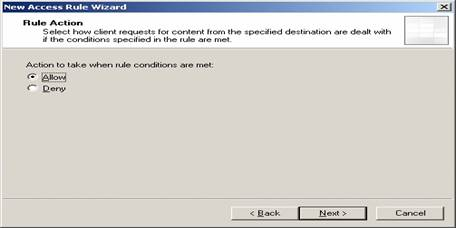 New Access Rule Wizard
Rule Action
Select how client requests for content from the specified destination are dealt with
if the conditions specified in the rule are met.
Action to take when rule conditions are met:
Allow
Deny
< Back
Next >
Cancel